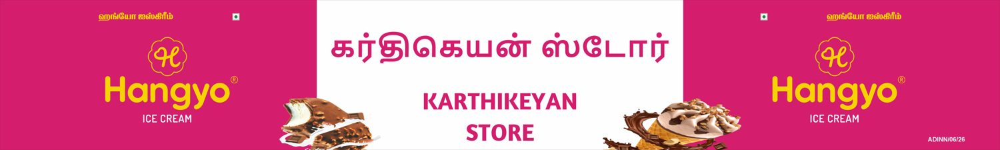 ஹங்யோ ஐஸ்கிரீம்
H
Hangyo®
ICE CREAM
கர்திகெயன் ஸ்டோர்
KARTHIKEYAN
STORE
ஹங்யோ ஐஸ்கிரீம்
H
Hangyo®
ICE CREAM
ADINN/06/26